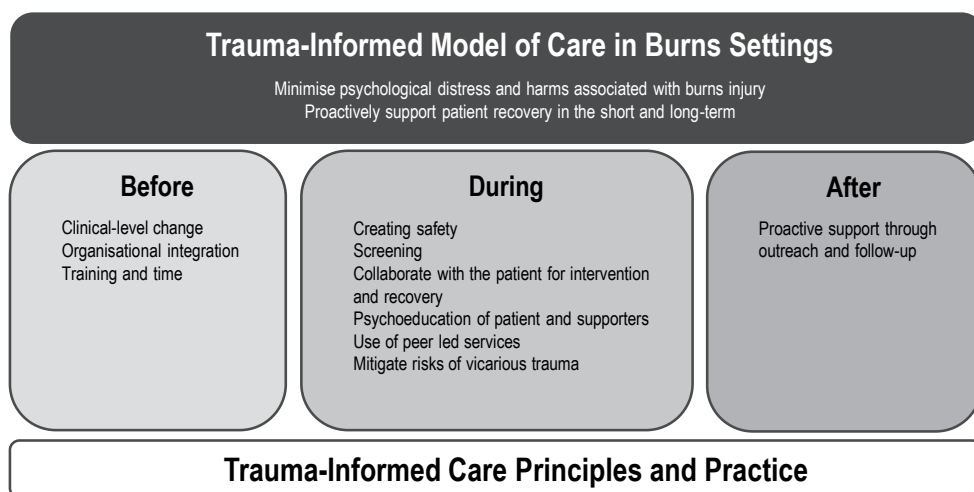 Trauma-Informed Model of Care in Burns Settings
Minimise psychological distress and harms associated with burns injury
Proactively support patient recovery in the short and long-term
Before
Clinical-level change
Organisational integration
Training and time
During
Creating safety
Screening
Collaborate with the patient for intervention
and recovery
Psychoeducation of patient and supporters
Use of peer led services
Mitigate risks of vicarious trauma
After
Proactive support through
outreach and follow-up
Trauma-Informed Care Principles and Practice